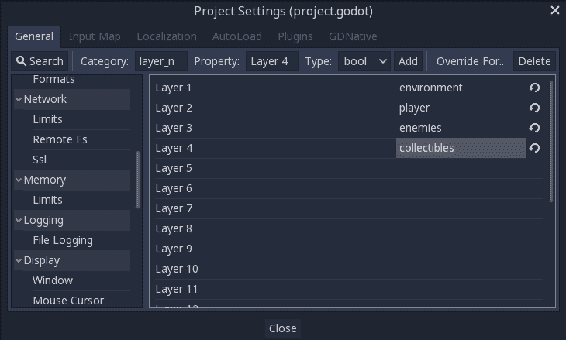 Project Settings (project.godot)
General Input Map Localization AutoLoad Plugins GDNative
Search Category: layer_n Property: Layer 4 Type: bool Add Override For.. Delete
Formats
Network
Limits
Remote Fs
Ssl
Memory
Limits
Logging
File Logging
Display
Window
Mouse Cursor
Layer 1 environment
Layer 2 player
Layer 3 enemies
Layer 4 collectibles
Layer 5
Layer 6
Layer 7
Layer 8
Layer 9
Layer 10
Layer 11
Close